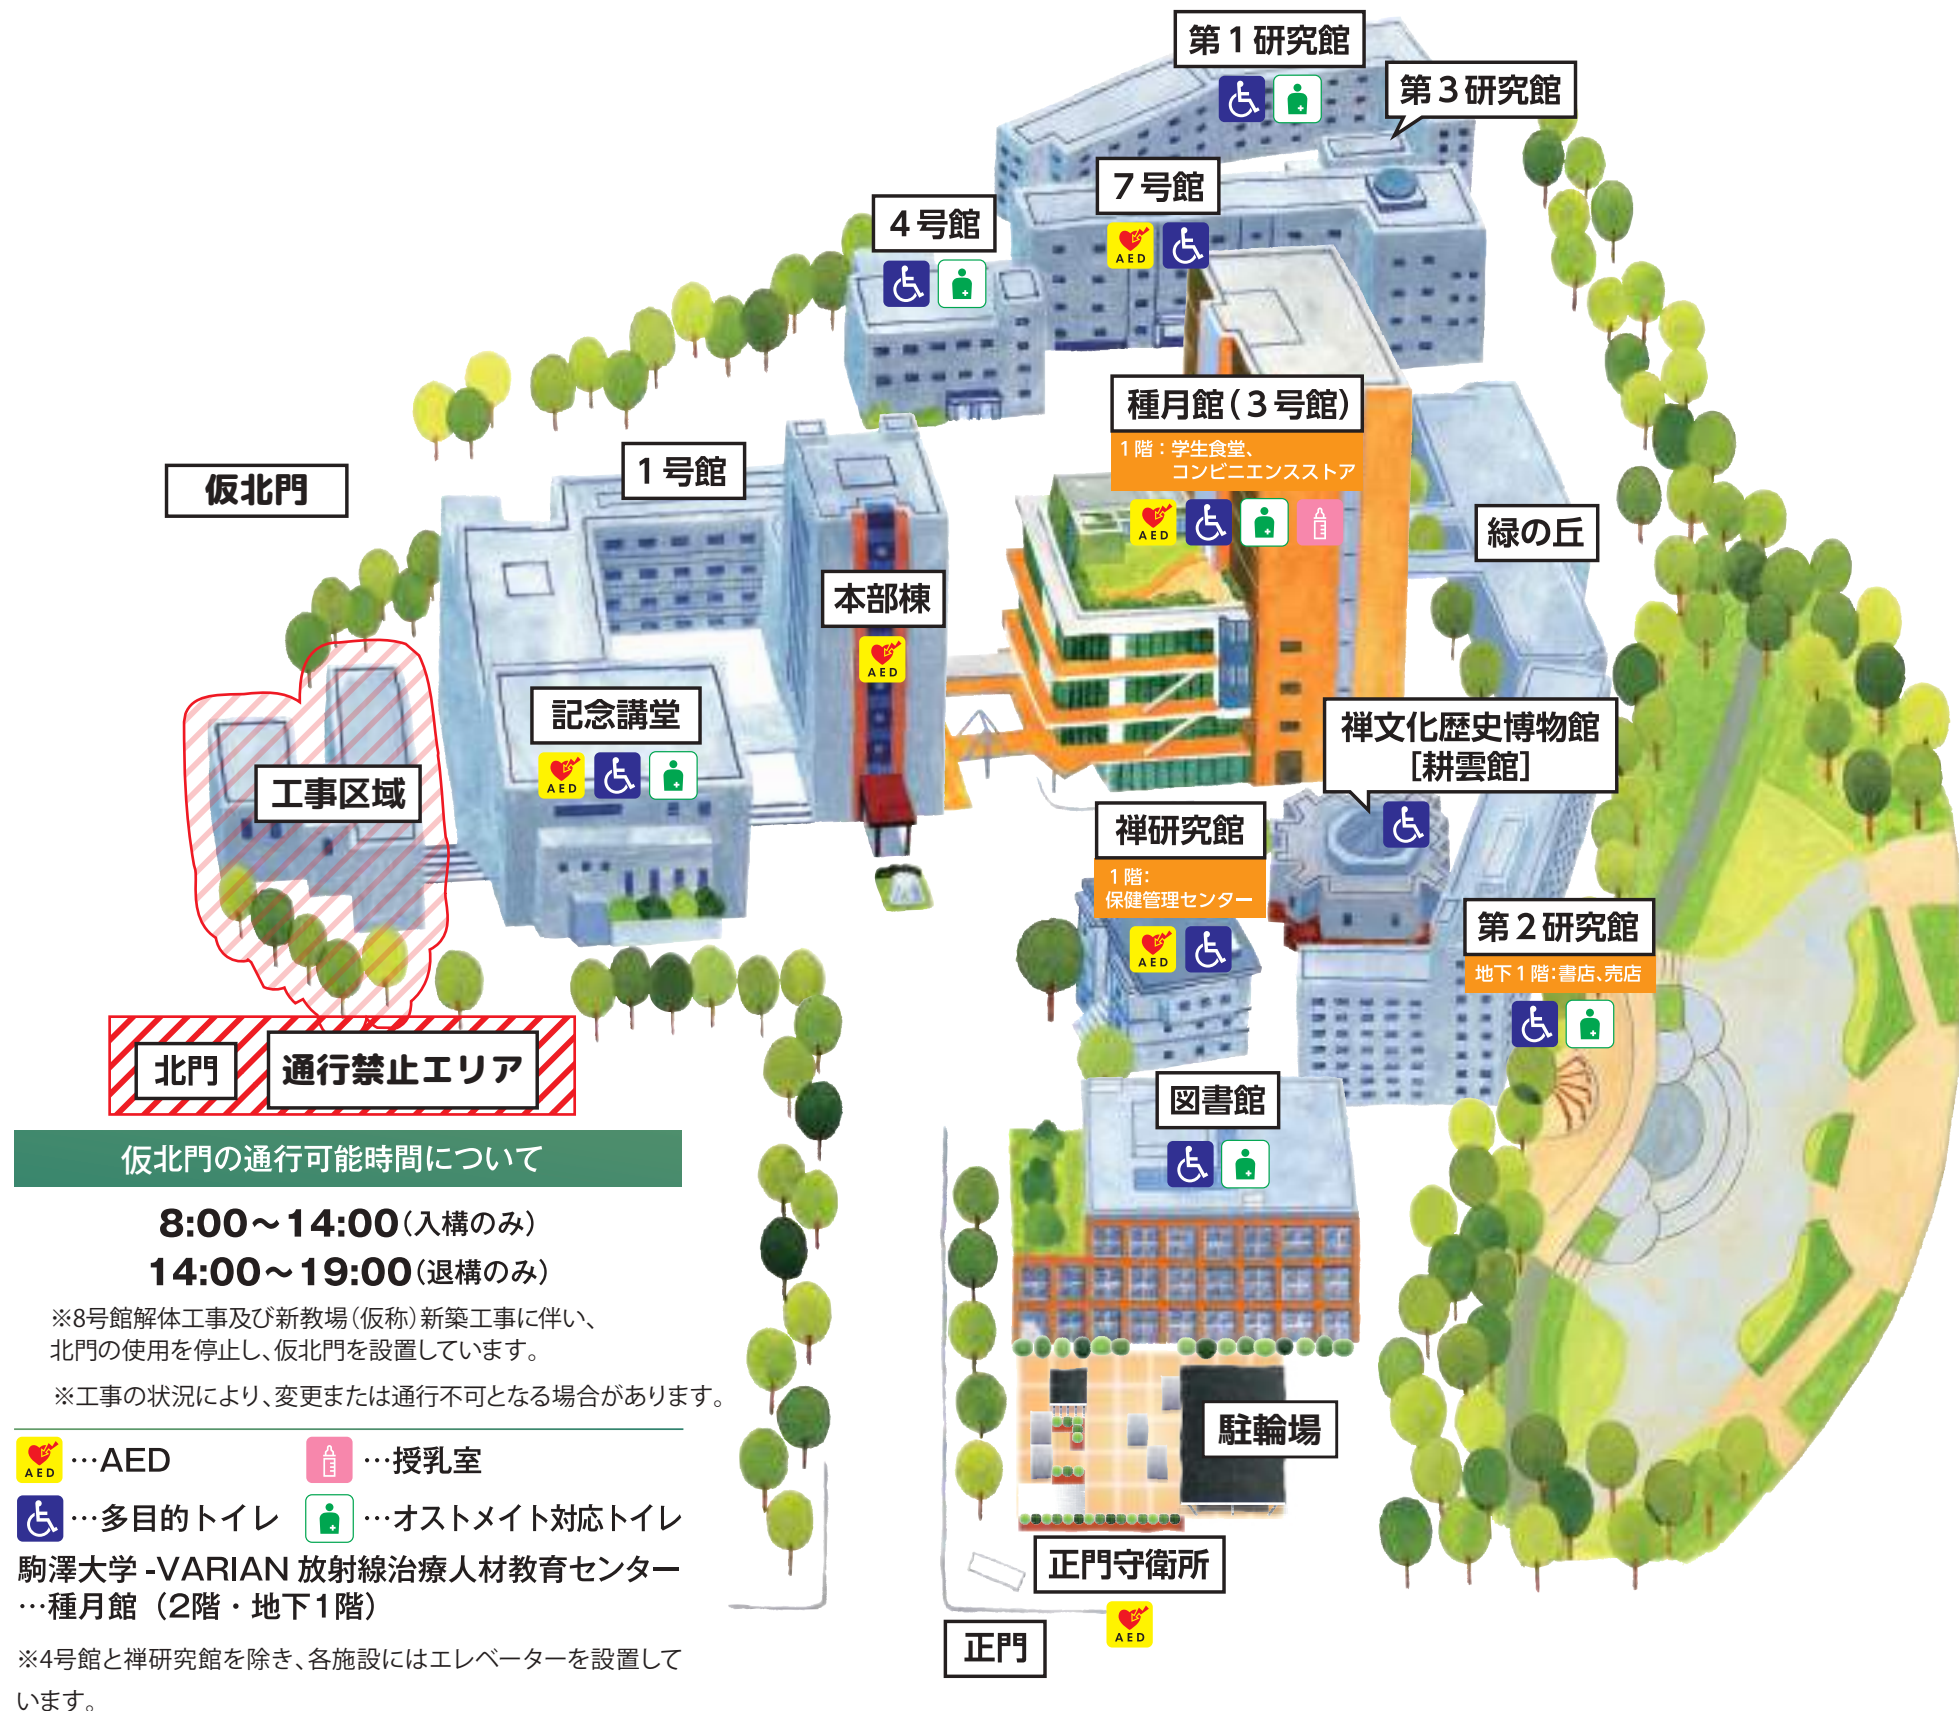 第1研究館
第3研究館
7号館
AED
4号館
種月館(3号館)
1階:学生食堂、
コンビニエンスストア
AED
1号館
仮北門
緑の丘
本部棟
AED
記念講堂
AED
禅文化歴史博物館
[耕雲館]
工事区域
禅研究館
1階:
保健管理センター
AED
第2研究館
地下1階:書店、売店
北門
通行禁止エリア
図書館
仮北門の通行可能時間について
8:00~14:00(入構のみ)
14:00~19:00(退構のみ)
※8号館解体工事及び新教場(仮称)新築工事に伴い、
北門の使用を停止し、仮北門を設置しています。
※工事の状況により、変更または通行不可となる場合があります。
駐輪場
AED …AED
…授乳室
…多目的トイレ
…オストメイト対応トイレ
駒澤大学-VARIAN 放射線治療人材教育センター
…種月館(2階・地下1階)
※4号館と禅研究館を除き、各施設にはエレベーターを設置して
います。
正門守衛所
AED
正門